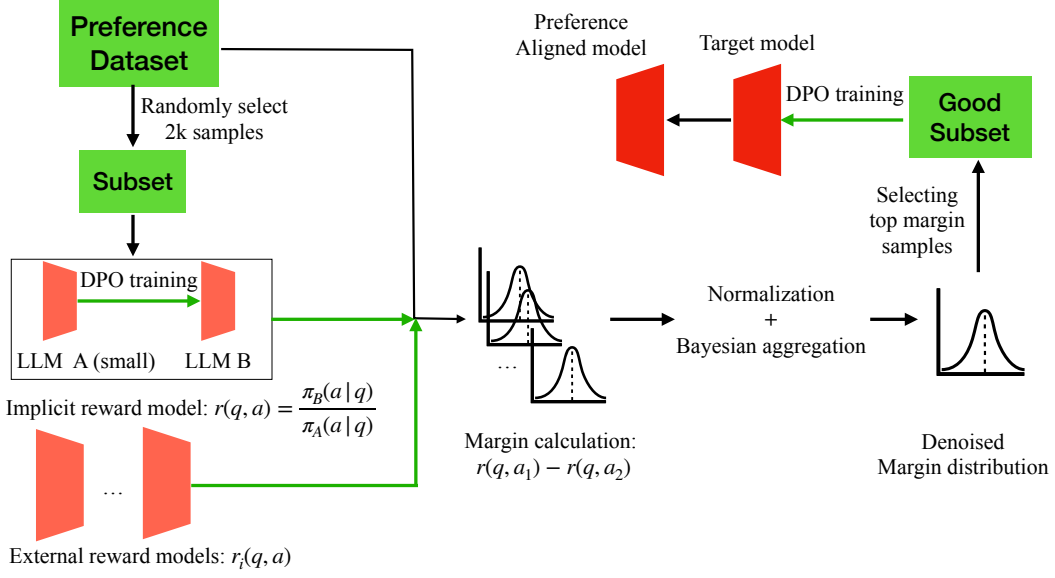 Preference
Dataset
Randomly select
2k samples
Subset
DPO training
LLM A (small)
LLM B
Implicit reward model: r(q, a) = π_B(a | q) / π_A(a | q)
…
External reward models: r_i(q, a)
…
Margin calculation:
r(q, a_1) − r(q, a_2)
Normalization
+
Bayesian aggregation
Denoised
Margin distribution
Selecting
top margin
samples
Good
Subset
DPO training
Target model
Preference
Aligned model